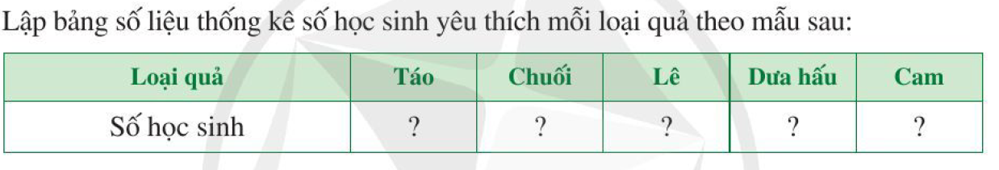 Lập bảng số liệu thống kê số học sinh yêu thích mỗi loại quả theo mẫu sau:
Loại quả Táo Chuối Lê Dưa hấu Cam
Số học sinh ? ? ? ? ?